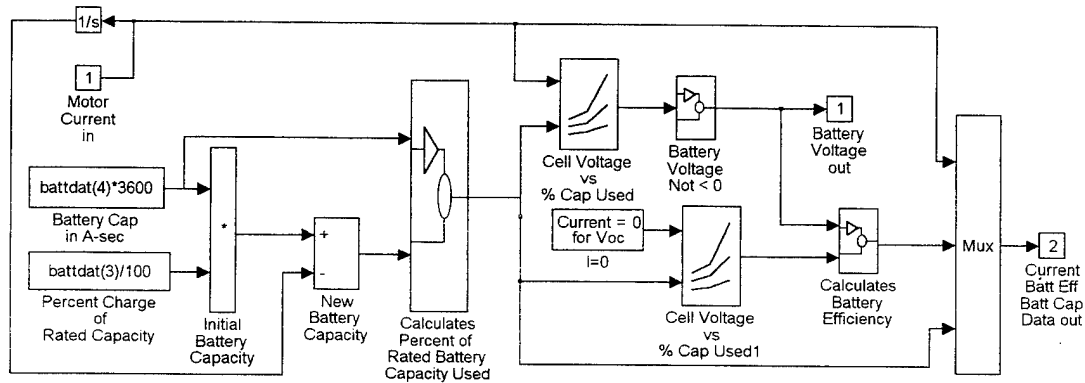 1/s
1
Motor
Current
in
battdat(4)*3600
Battery Cap
in A-sec
battdat(3)/100
Percent Charge
of
Rated Capacity
*
Initial
Battery
Capacity
+
-
New
Battery
Capacity
Calculates
Percent of
Rated Battery
Capacity Used
Cell Voltage
vs
% Cap Used
Battery
Voltage
Not < 0
1
Battery
Voltage
out
Current = 0
for Voc
I=0
Cell Voltage
vs
% Cap Used1
Calculates
Battery
Efficiency
Mux
2
Current
Batt Eff
Batt Cap
Data out